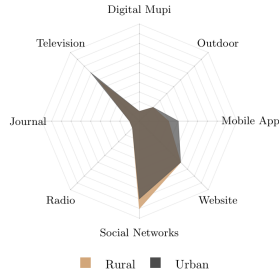 Digital Mupi
Television
Outdoor
Journal
Mobile App
Radio
Website
Social Networks
Rural
Urban